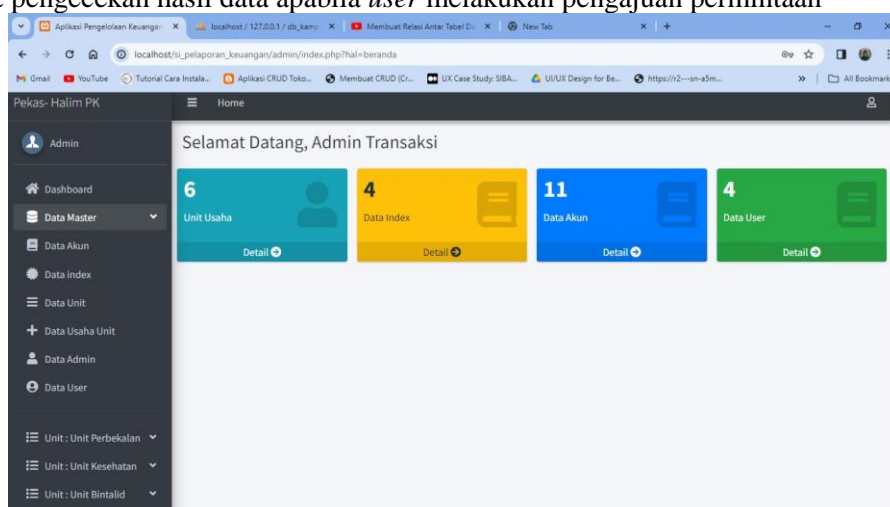 pengecekan hasil data apabila user melakukan pengajuan permintaan
Aplikasi Pengelolaan Keuangan
localhost / 127.0.0.1 / db_kamp
Membuat Relasi Antar Tabel D
New Tab
localhost/si_pelaporan_keuangan/admin/index.php?hal=beranda
Gmail
YouTube
Tutorial Cara Instala...
Aplikasi CRUD Toko...
Membuat CRUD (Cr...
UX Case Study: SIBA...
UI/UX Design for Be...
https://r2---sn-a5m...
»
All Bookmark
Pekas- Halim PK
Home
Admin
Selamat Datang, Admin Transaksi
Dashboard
Data Master
Data Akun
Data index
Data Unit
Data Usaha Unit
Data Admin
Data User
Unit : Unit Perbekalan
Unit : Unit Kesehatan
Unit : Unit Bintalid
6
Unit Usaha
Detail
4
Data Index
Detail
11
Data Akun
Detail
4
Data User
Detail